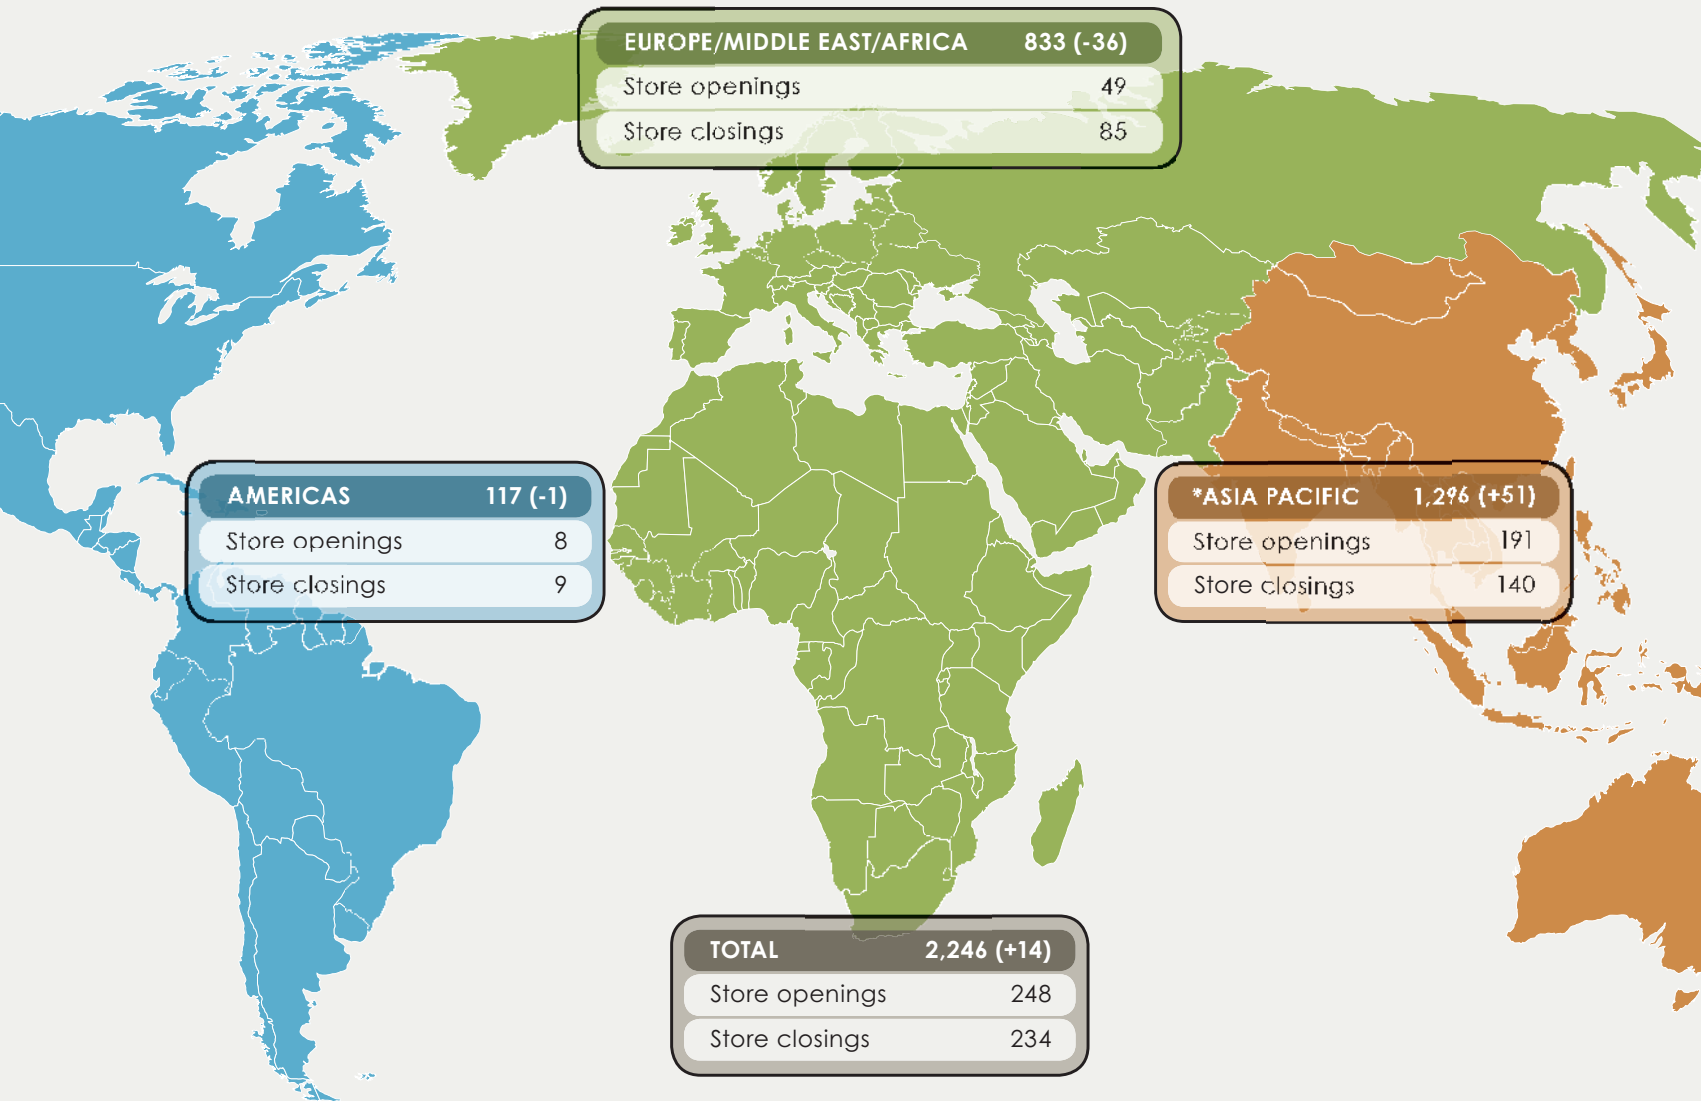 EUROPE/MIDDLE EAST/AFRICA 833 (-36)
Store openings 49
Store closings 85
AMERICAS 117 (-1)
Store openings 8
Store closings 9
*ASIA PACIFIC 1,296 (+51)
Store openings 191
Store closings 140
TOTAL 2,246 (+14)
Store openings 248
Store closings 234